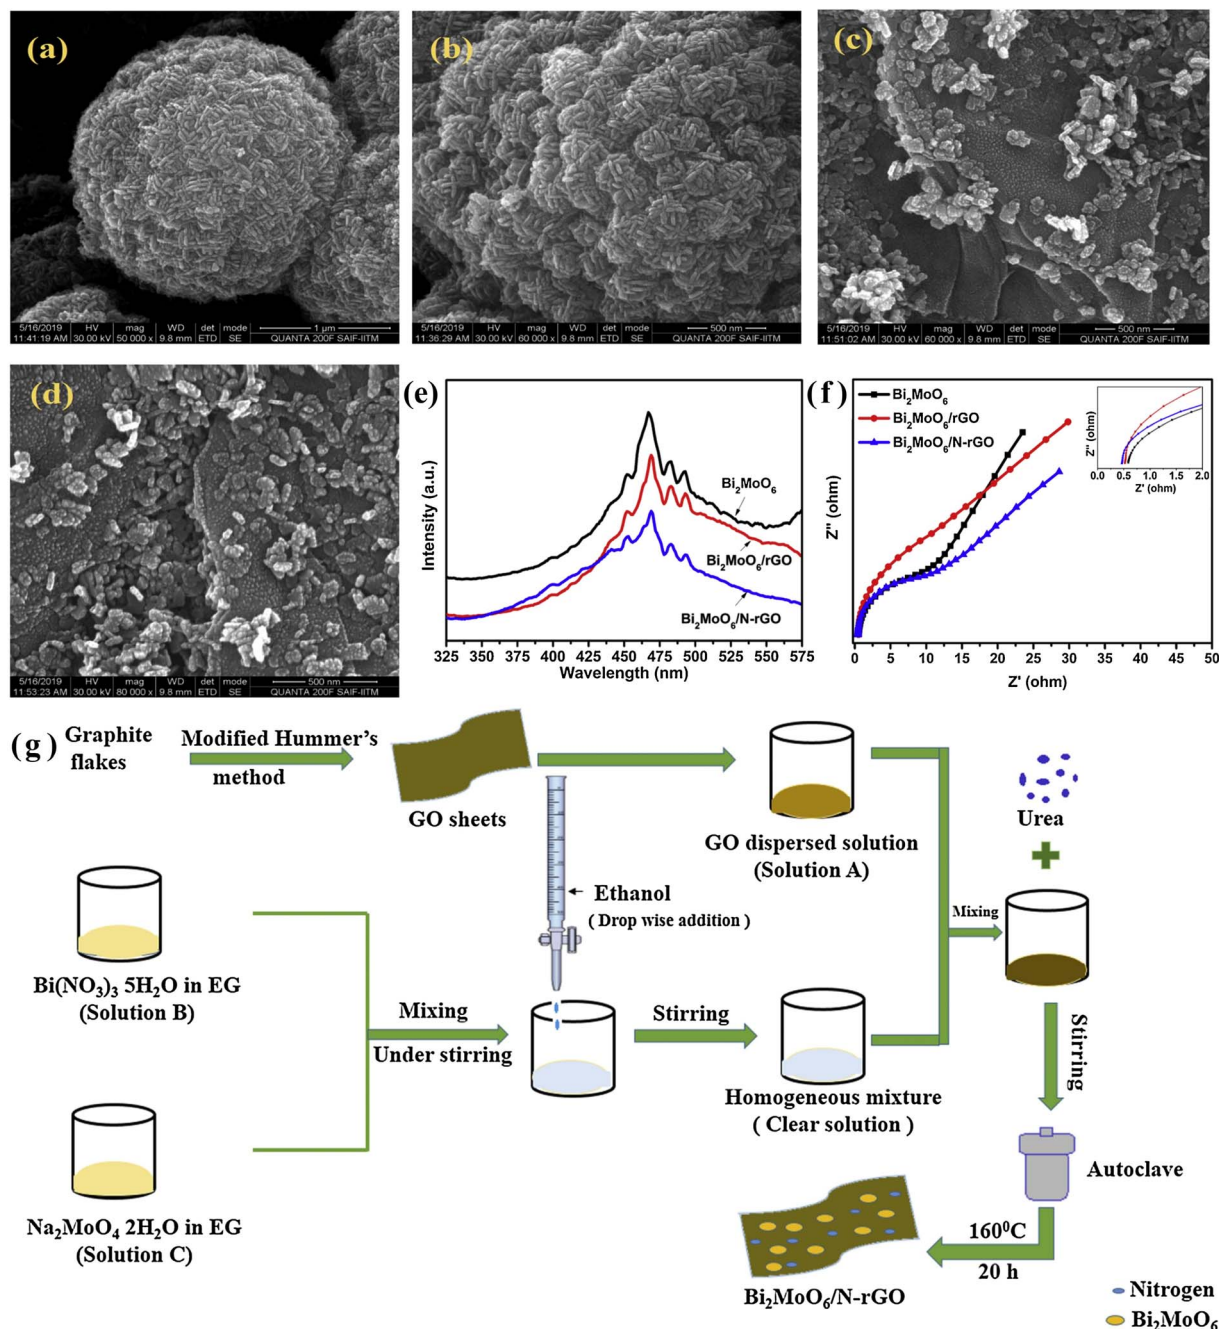 (a)
5/16/2019 HV mag WD det mode 1 µm
11:41:19 AM 30.00 kV 50 000 x 9.8 mm ETD SE QUANTA 200F SAIF-IITM
(b)
5/16/2019 HV mag WD det mode 500 nm
11:36:29 AM 30.00 kV 60 000 x 9.8 mm ETD SE QUANTA 200F SAIF-IITM
(c)
5/16/2019 HV mag WD det mode 500 nm
11:51:02 AM 30.00 kV 60 000 x 9.8 mm ETD SE QUANTA 200F SAIF-IITM
(d)
5/16/2019 HV mag WD det mode 500 nm
11:53:23 AM 30.00 kV 80 000 x 9.8 mm ETD SE QUANTA 200F SAIF-IITM
(e)
Intensity (a.u.)
Bi₂MoO₆
Bi₂MoO₆/rGO
Bi₂MoO₆/N-rGO
325 350 375 400 425 450 475 500 525 550 575
Wavelength (nm)
(f)
Z'' (ohm)
Bi₂MoO₆
Bi₂MoO₆/rGO
Bi₂MoO₆/N-rGO
Z'' (ohm)
0.0 0.5 1.0 1.5 2.0
Z' (ohm)
0 5 10 15 20 25 30 35 40 45 50
Z' (ohm)
(g)
Graphite
flakes
Modified Hummer's
method
GO sheets
GO dispersed solution
(Solution A)
Urea
Ethanol
( Drop wise addition )
Mixing
Bi(NO₃)₃ 5H₂O in EG
(Solution B)
Mixing
Under stirring
Stirring
Homogeneous mixture
( Clear solution )
Stirring
Autoclave
Na₂MoO₄ 2H₂O in EG
(Solution C)
160⁰C
20 h
Bi₂MoO₆/N-rGO
Nitrogen
Bi₂MoO₆